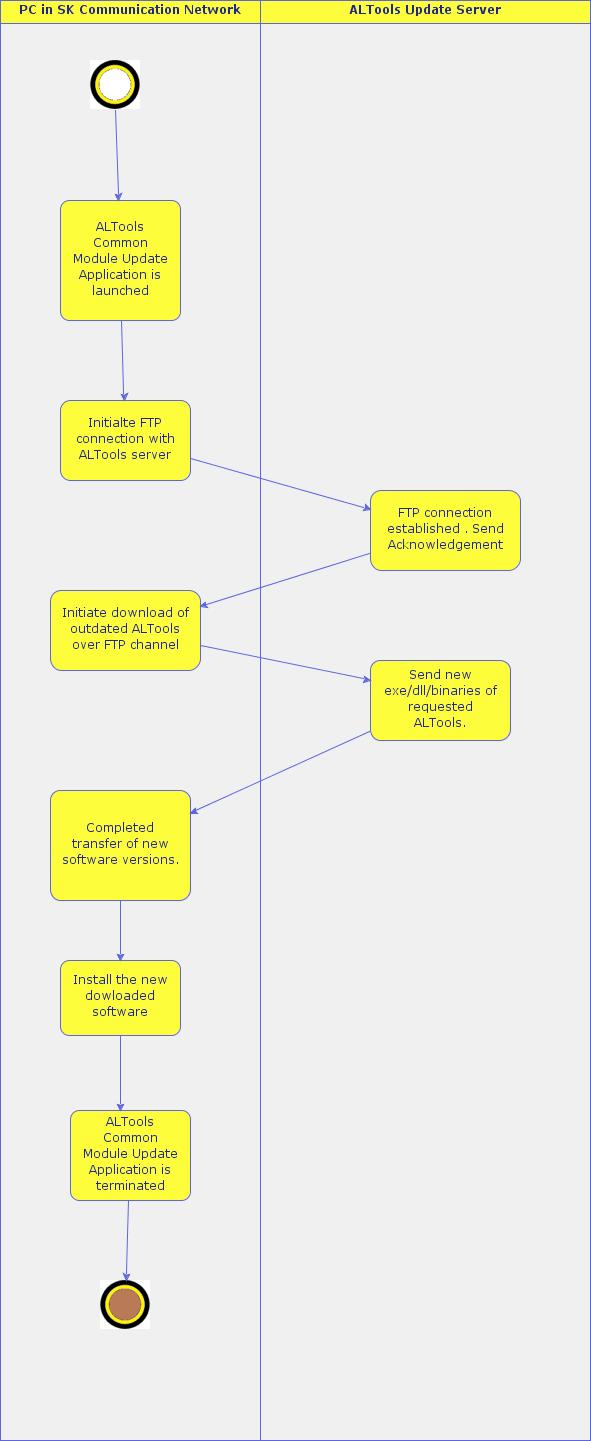 PC in SK Communication Network
ALTools Update Server
ALTools
Common
Module Update
Application is
launched
Initialte FTP
connection with
ALTools server
FTP connection
established . Send
Acknowledgement
Initiate download of
outdated ALTools
over FTP channel
Send new
exe/dll/binaries of
requested
ALTools.
Completed
transfer of new
software versions.
Install the new
dowloaded
software
ALTools
Common
Module Update
Application is
terminated